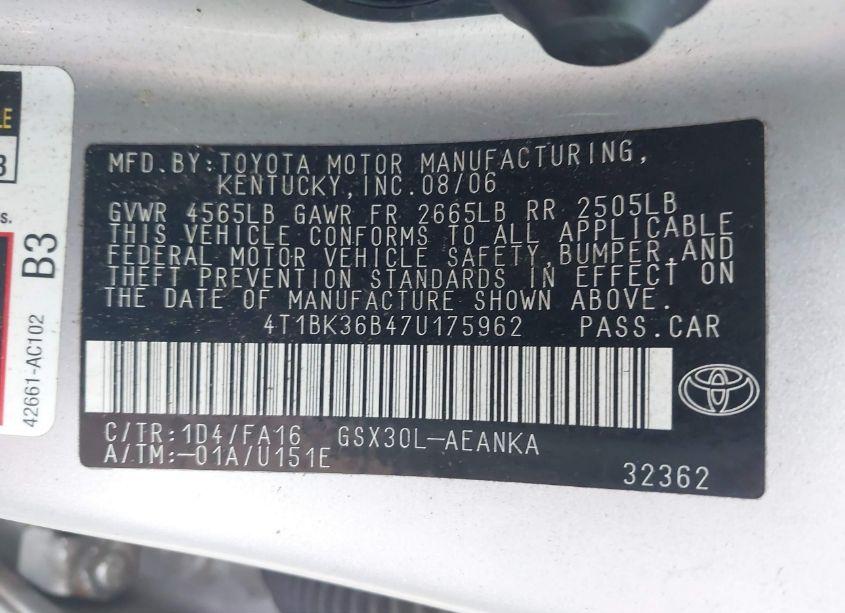 LE
3
s.
B3
42661-AC102
MFD.BY:TOYOTA MOTOR MANUFACTURING,
KENTUCKY,INC.08/06
GVWR 4565LB GAWR FR 2665LB RR 2505LB
THIS VEHICLE CONFORMS TO ALL APPLICABLE
FEDERAL MOTOR VEHICLE SAFETY,BUMPER,AND
THEFT PREVENTION STANDARDS IN EFFECT ON
THE DATE OF MANUFACTURE SHOWN ABOVE.
4T1BK36B47U175962 PASS.CAR
C/TR:1D4/FA16 GSX30L-AEANKA
A/TM:-01A/U151E
32362